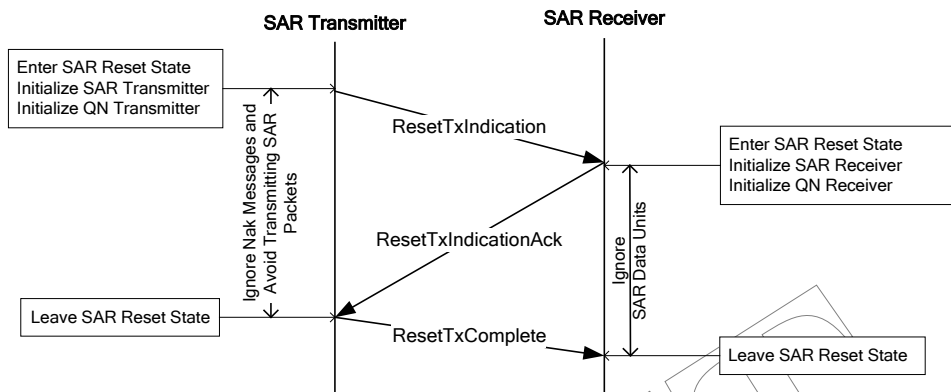 SAR Transmitter
SAR Receiver
Enter SAR Reset State
Initialize SAR Transmitter
Initialize QN Transmitter
Ignore Nak Messages and
Avoid Transmitting SAR
Packets
ResetTxIndication
Enter SAR Reset State
Initialize SAR Receiver
Initialize QN Receiver
ResetTxIndicationAck
Ignore
SAR Data Units
Leave SAR Reset State
ResetTxComplete
Leave SAR Reset State